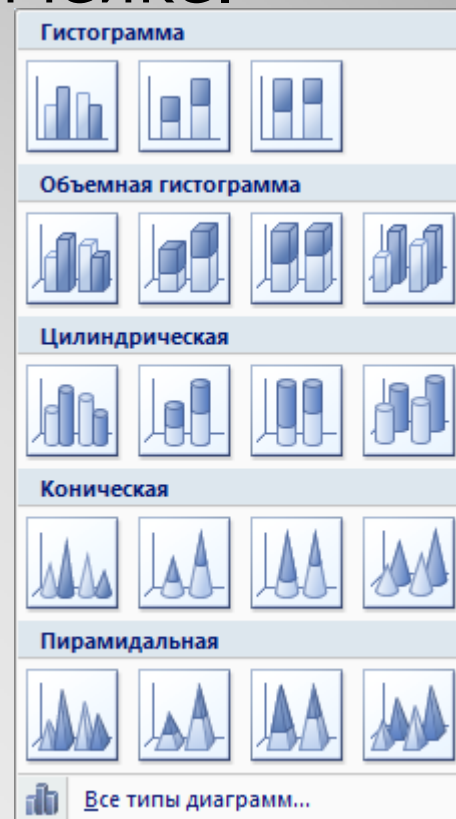 Гистограмма
Объемная гистограмма
Цилиндрическая
Коническая
Пирамидальная
Все типы диаграмм...